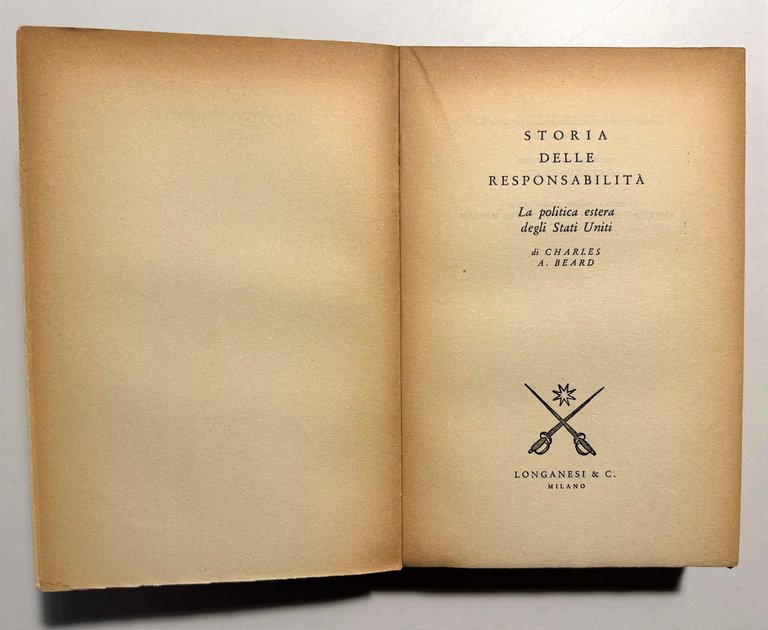 STORIA
DELLE
RESPONSABILITÀ
La politica estera
degli Stati Uniti
di CHARLES
A. BEARD
LONGANESI & C.
MILANO